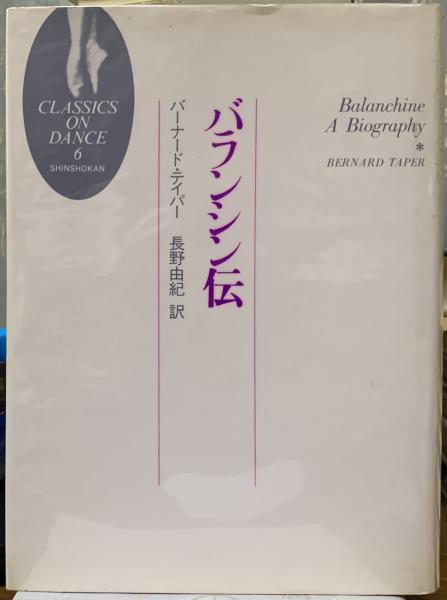 CLASSICS
ON
DANCE
6
SHINSHOKAN
Balanchine
A Biography
*
BERNARD TAPER
バランシン伝
バーナード・テイパー 長野由紀 訳